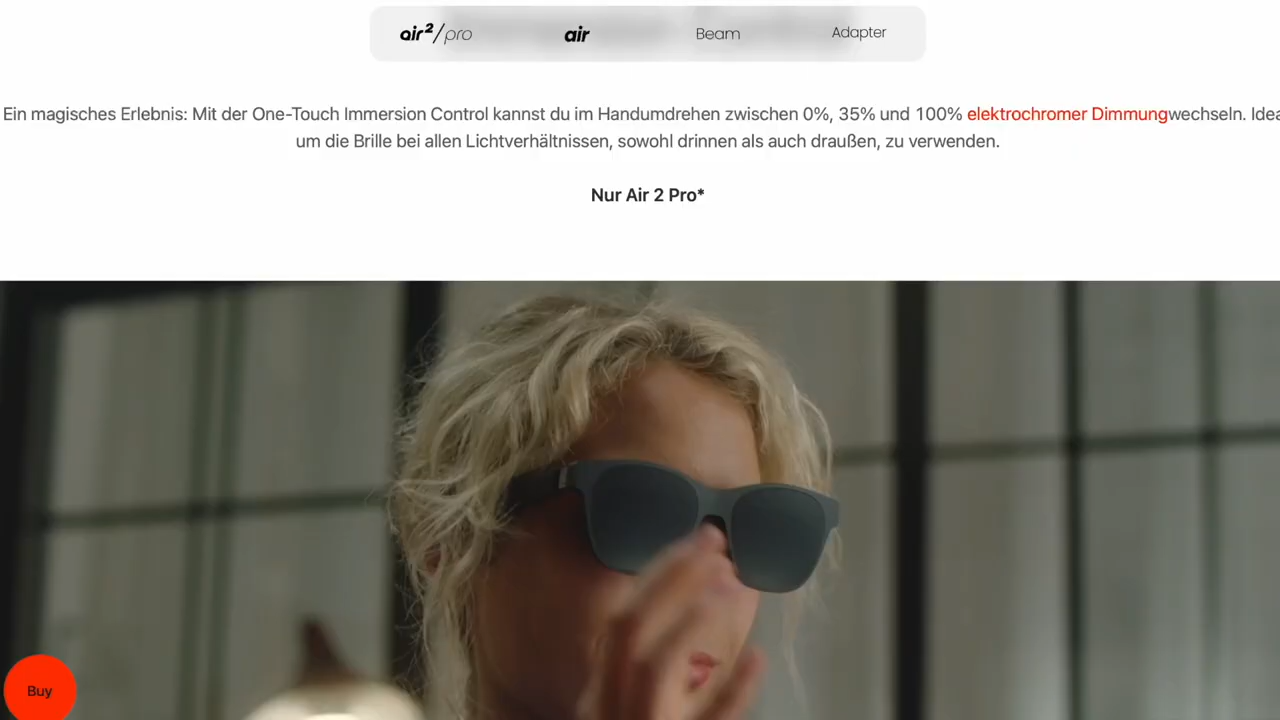 air²/pro
air
Beam
Adapter
Ein magisches Erlebnis: Mit der One-Touch Immersion Control kannst du im Handumdrehen zwischen 0%, 35% und 100% elektrochromer Dimmungwechseln.
um die Brille bei allen Lichtverhältnissen, sowohl drinnen als auch draußen, zu verwenden.
Nur Air 2 Pro*
Buy